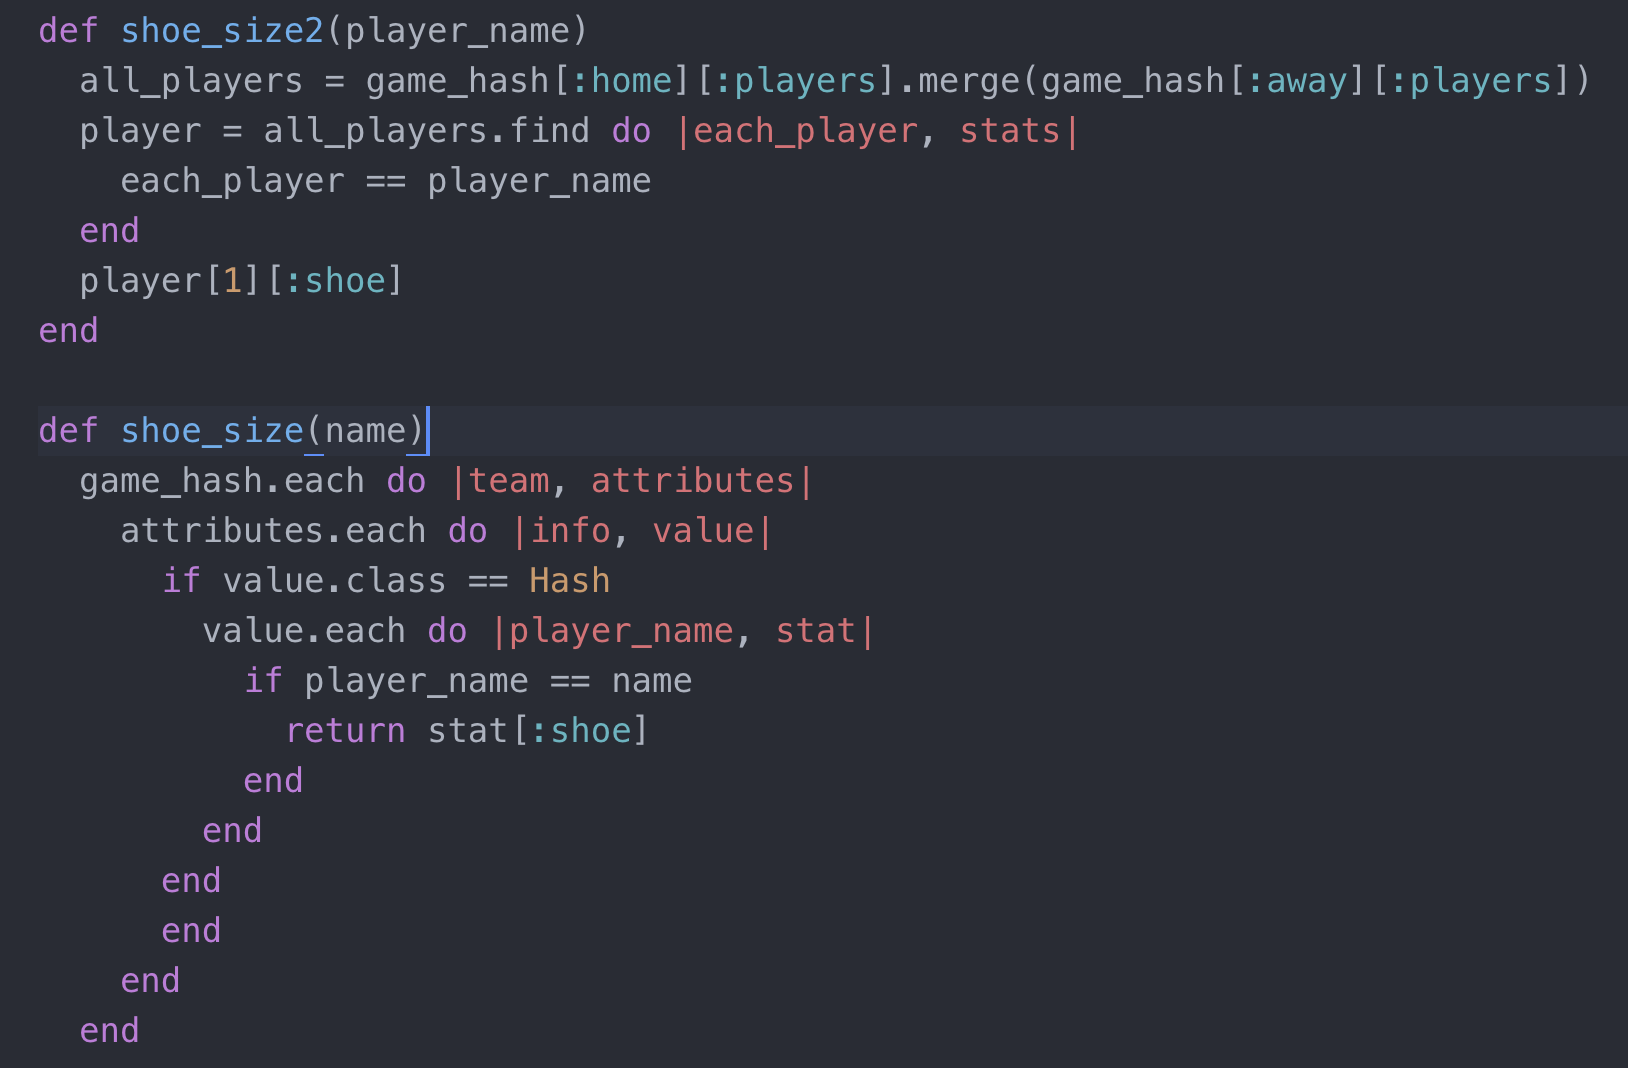 def shoe_size2(player_name)
  all_players = game_hash[:home][:players].merge(game_hash[:away][:players])
  player = all_players.find do |each_player, stats|
    each_player == player_name
  end
  player[1][:shoe]
end

def shoe_size(name)
  game_hash.each do |team, attributes|
    attributes.each do |info, value|
      if value.class == Hash
        value.each do |player_name, stat|
          if player_name == name
            return stat[:shoe]
          end
        end
      end
      end
    end
  end